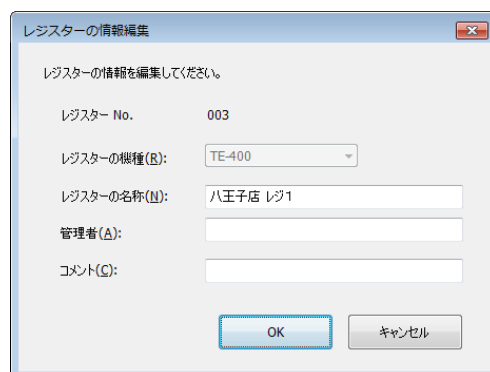 レジスターの情報編集
レジスターの情報を編集してください。
レジスター No. 003
レジスターの機種(R): TE-400
レジスターの名称(N): 八王子店 レジ1
管理者(A):
コメント(C):
OK キャンセル